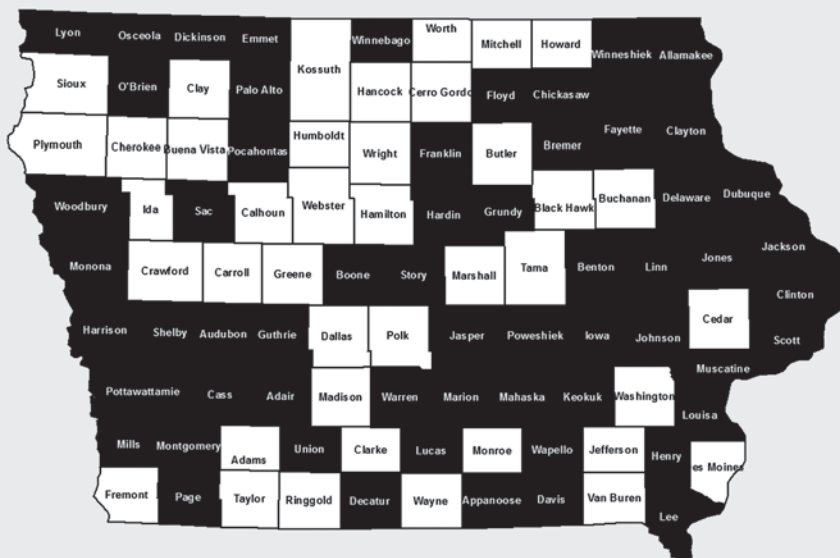 Lyon Osceola Dickinson Emmet Winnebago Worth Mitchell Howard Winneshiek Allamakee
Sioux O'Brien Clay Palo Alto Kossuth Hancock Cerro Gordo Floyd Chickasaw
Plymouth Cherokee Buena Vista Pocahontas Humboldt Wright Franklin Butler Bremer Fayette Clayton
Woodbury Ida Sac Calhoun Webster Hamilton Hardin Grundy Black Hawk Buchanan Delaware Dubuque
Monona Crawford Carroll Greene Boone Story Marshall Tama Benton Linn Jones Jackson
Clinton
Harrison Shelby Audubon Guthrie Dallas Polk Jasper Poweshiek Iowa Johnson Cedar Scott
Muscatine
Pottawattamie Cass Adair Madison Warren Marion Mahaska Keokuk Washington Louisa
Mills Montgomery Adams Union Clarke Lucas Monroe Wapello Jefferson Henry es Moines
Fremont Page Taylor Ringgold Decatur Wayne Appanoose Davis Van Buren Lee